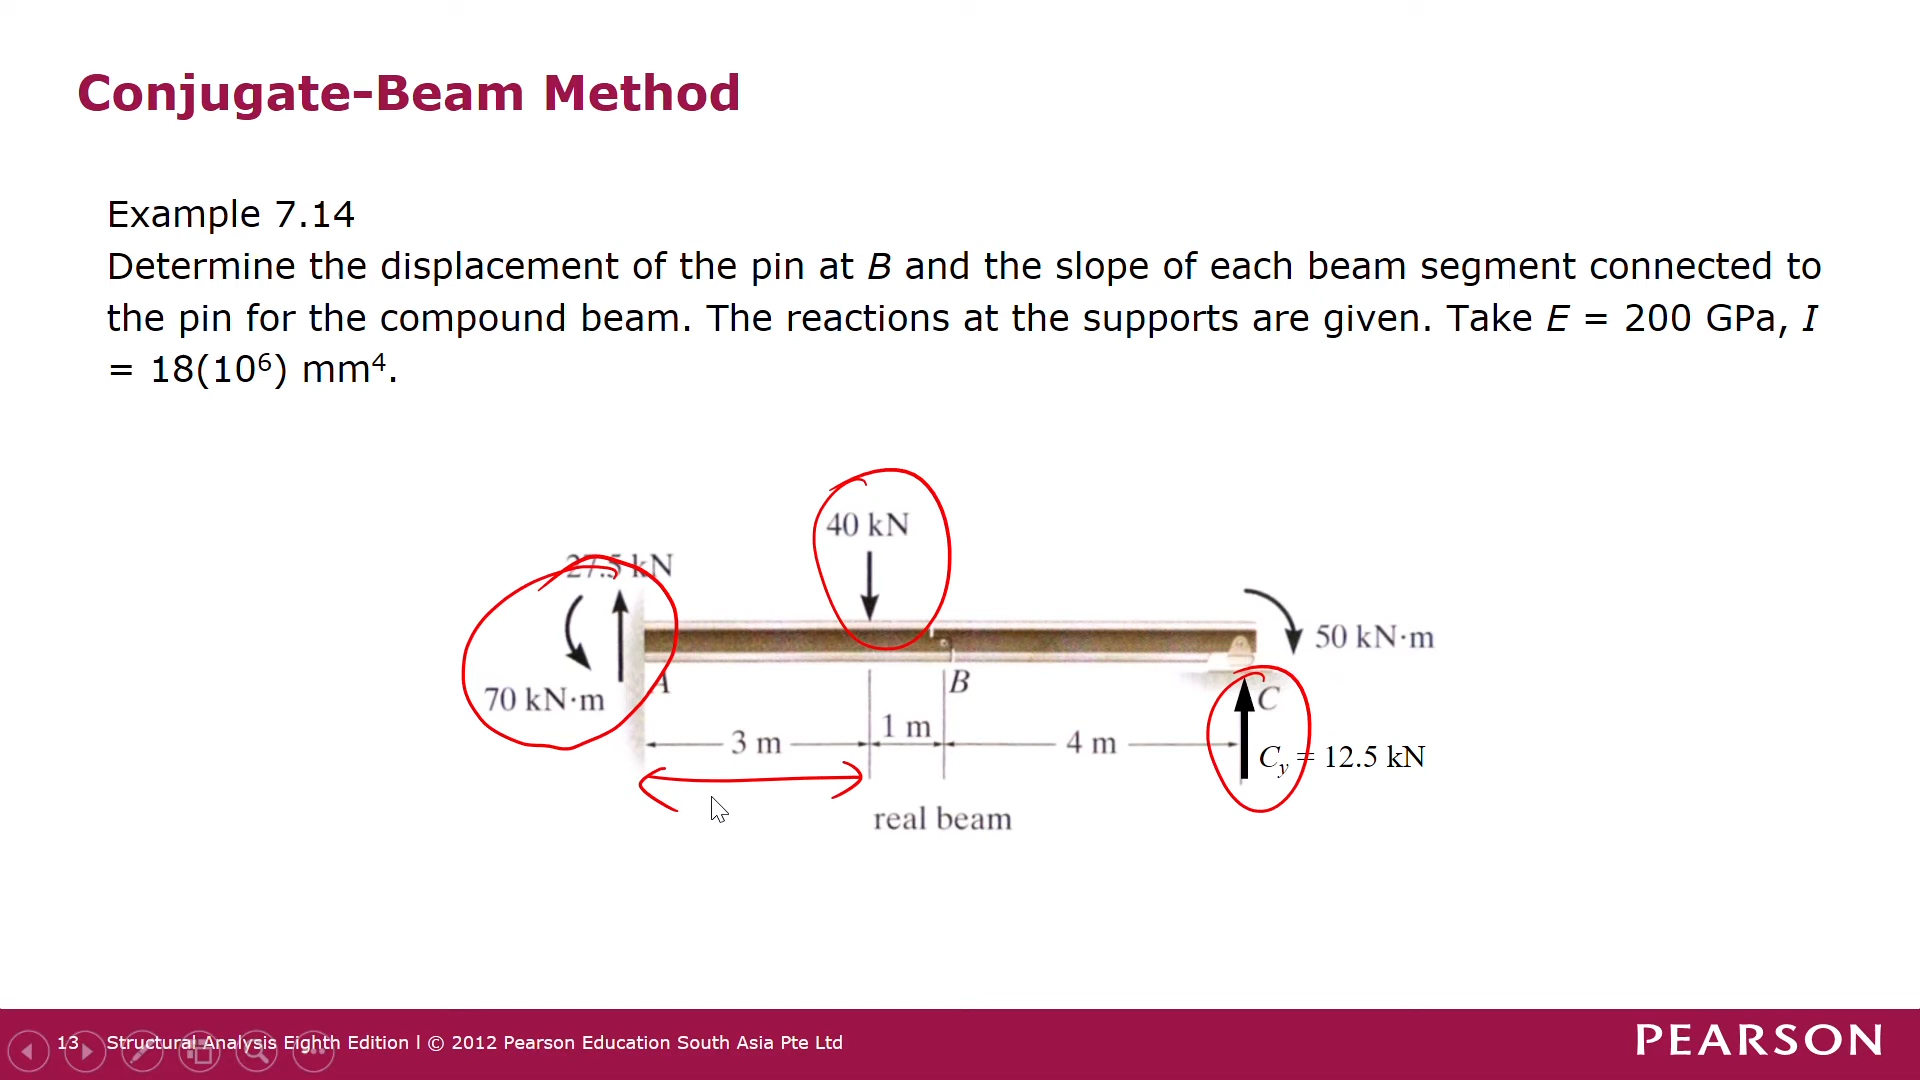 Conjugate-Beam Method
Example 7.14
Determine the displacement of the pin at B and the slope of each beam segment connected to
the pin for the compound beam. The reactions at the supports are given. Take E = 200 GPa, I
= 18(10⁶) mm⁴.
40 kN
27.5 kN
50 kN·m
70 kN·m
A
B
C
3 m
1 m
4 m
Cy = 12.5 kN
real beam
13 Structural Analysis Eighth Edition l © 2012 Pearson Education South Asia Pte Ltd
PEARSON